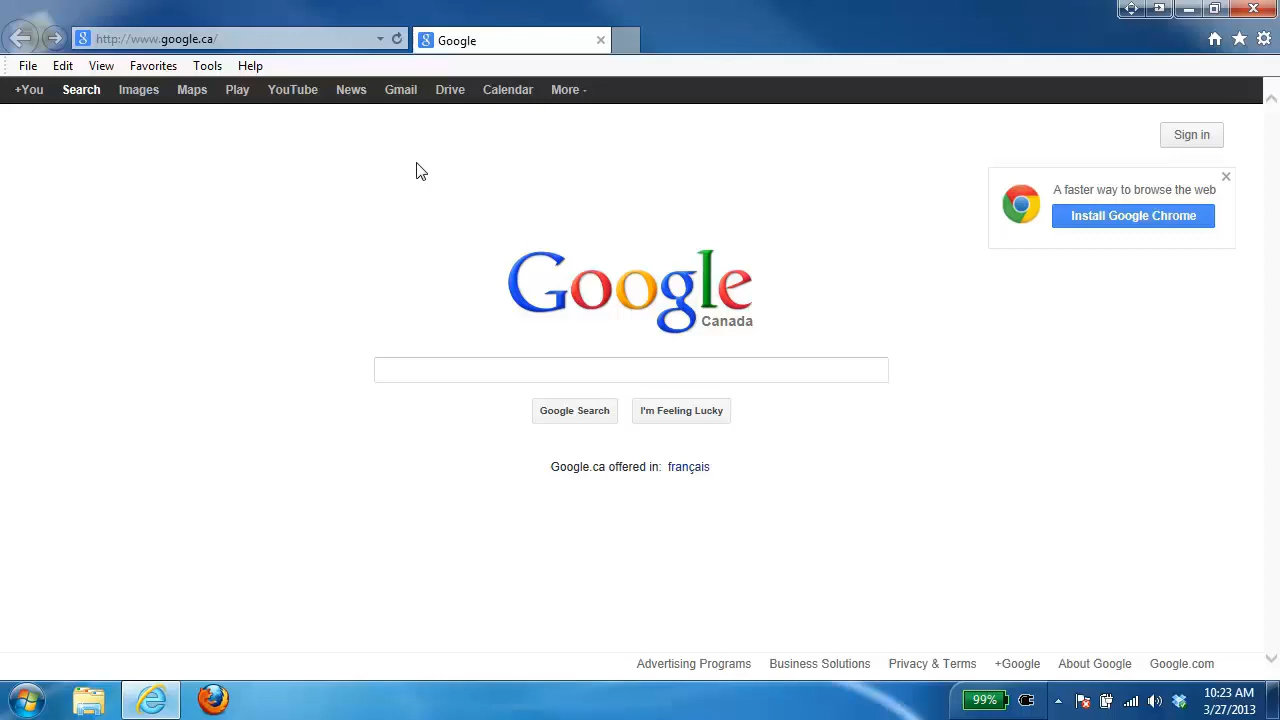 http://www.google.ca/
Google
File Edit View Favorites Tools Help
+You Search Images Maps Play YouTube News Gmail Drive Calendar More
Sign in
A faster way to browse the web
Install Google Chrome
Google
Canada
Google Search I'm Feeling Lucky
Google.ca offered in: français
Advertising Programs Business Solutions Privacy & Terms +Google About Google Google.com
99%
10:23 AM
3/27/2013